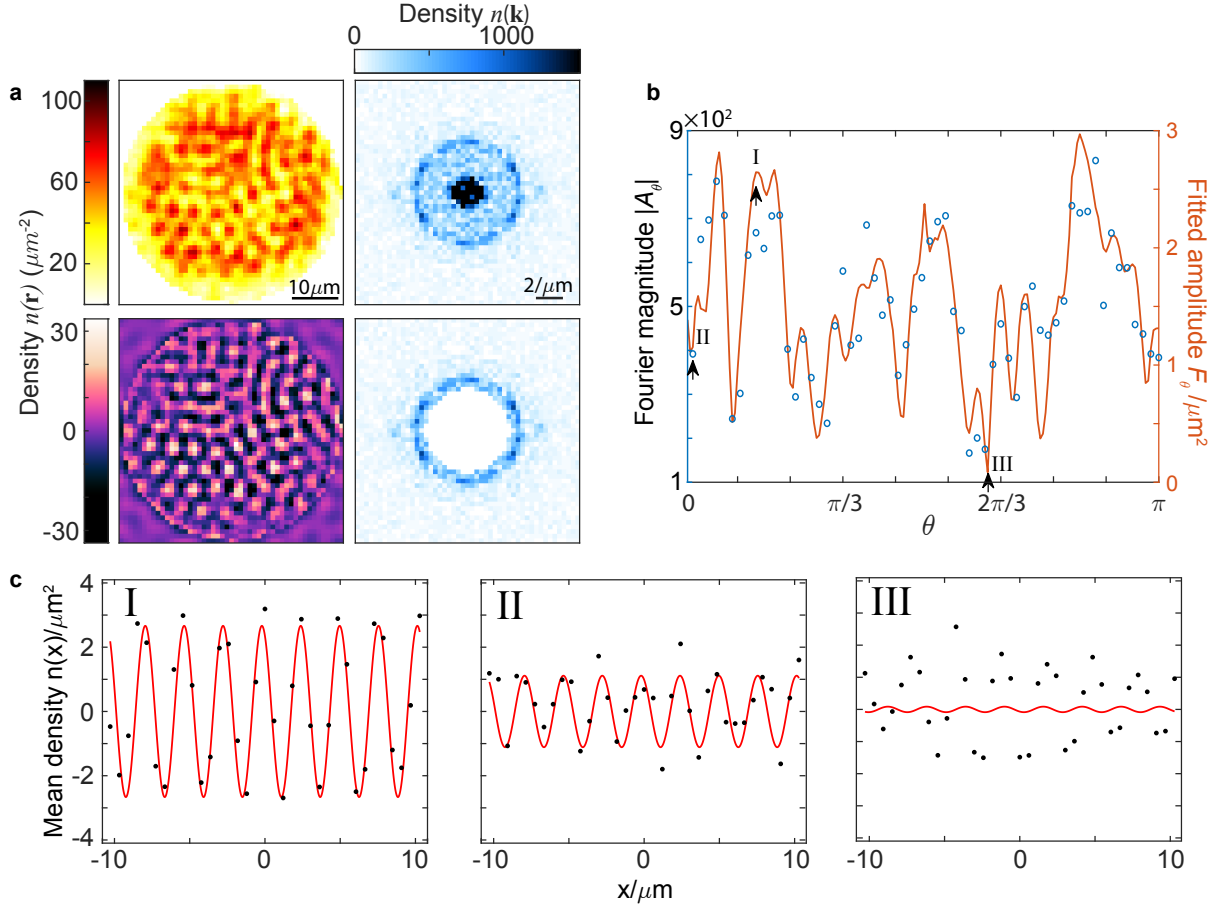 Density n(k)
0 1000
a
Density n(r) (μm⁻²)
100
60
20
10μm
2/μm
30
0
-30
b
9×10²
5
1
Fourier magnitude |A_θ|
I
II
III
0 π/3 2π/3 π
θ
3
2
1
0
Fitted amplitude F_θ /μm²
c
Mean density n(x)/μm²
4
2
0
-2
-4
I
-10 0 10
II
-10 0 10
III
-10 0 10
x/μm